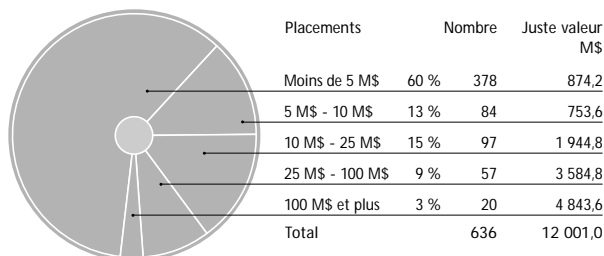 Placements Nombre Juste valeur
M$
Moins de 5 M$ 60 % 378 874,2
5 M$ - 10 M$ 13 % 84 753,6
10 M$ - 25 M$ 15 % 97 1 944,8
25 M$ - 100 M$ 9 % 57 3 584,8
100 M$ et plus 3 % 20 4 843,6
Total 636 12 001,0